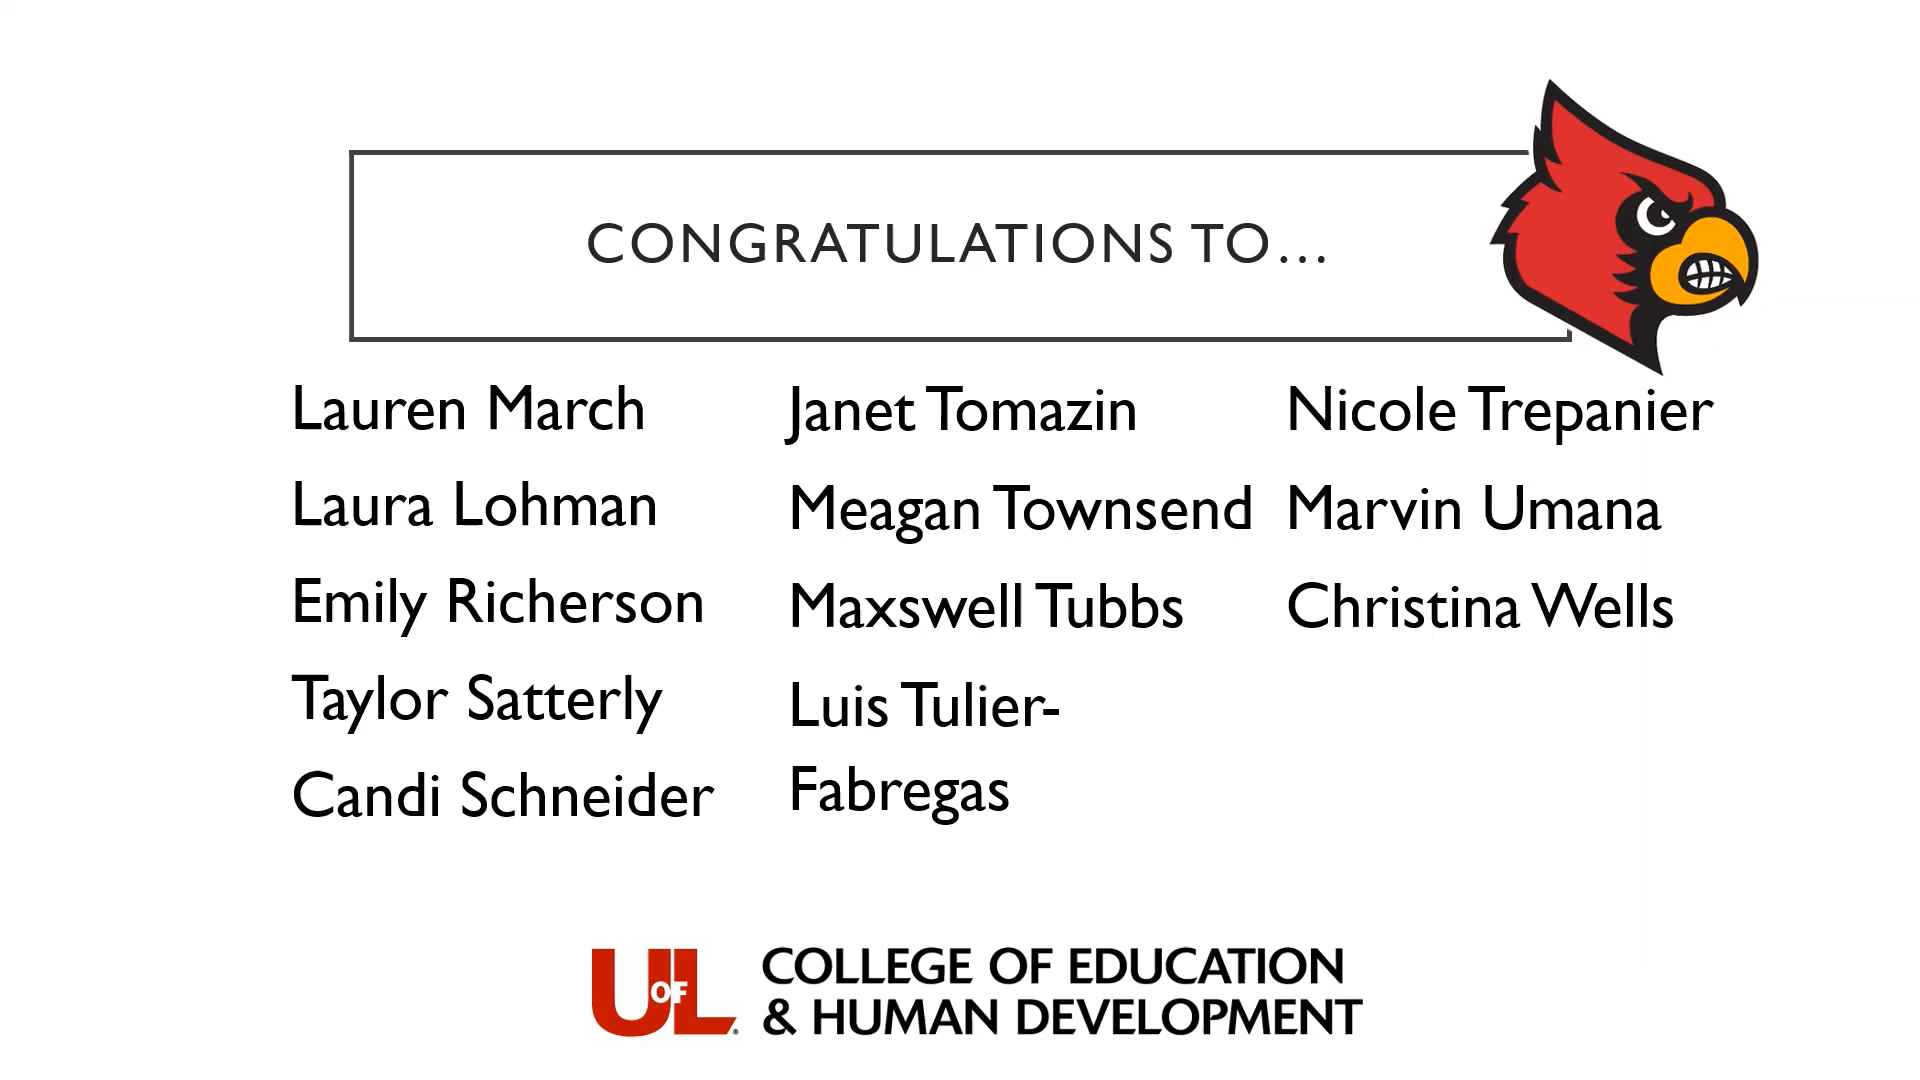 CONGRATULATIONS TO...
Lauren March
Laura Lohman
Emily Richerson
Taylor Satterly
Candi Schneider
Janet Tomazin
Meagan Townsend
Maxswell Tubbs
Luis Tulier-
Fabregas
Nicole Trepanier
Marvin Umana
Christina Wells
UOFL® COLLEGE OF EDUCATION
& HUMAN DEVELOPMENT